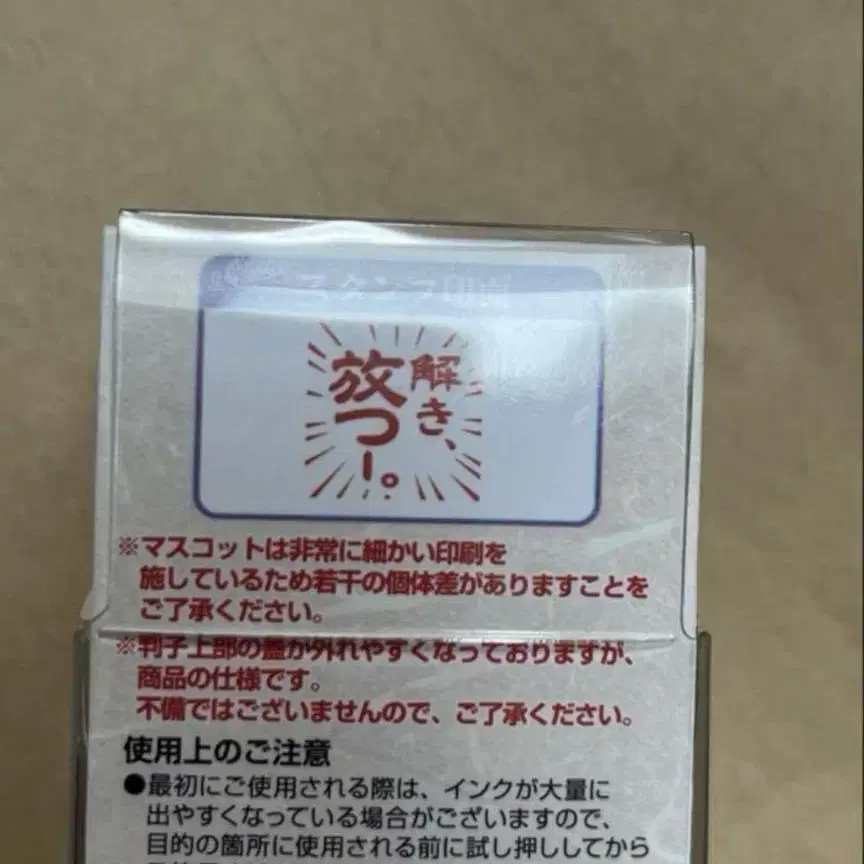 スタンプ印面
解き、
放つー。
※マスコットは非常に細かい印刷を
施しているため若干の個体差がありますことを
ご了承ください。
※判子上部の蓋が外れやすくなっておりますが、
商品の仕様です。
不備ではございませんので、ご了承ください。
使用上のご注意
●最初にご使用される際は、インクが大量に
出やすくなっている場合がございますので、
目的の箇所に使用される前に試し押ししてから